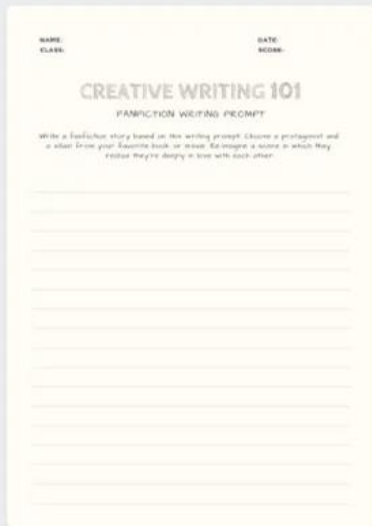 NAME: DATE:
CLASS: SCORE:
CREATIVE WRITING 101
FANFICTION WRITING PROMPT
Write a fanfiction story based on this writing prompt: Choose a protagonist and
a villain from your favorite book or movie. Re-imagine a scene in which they
realize they're deeply in love with each other.